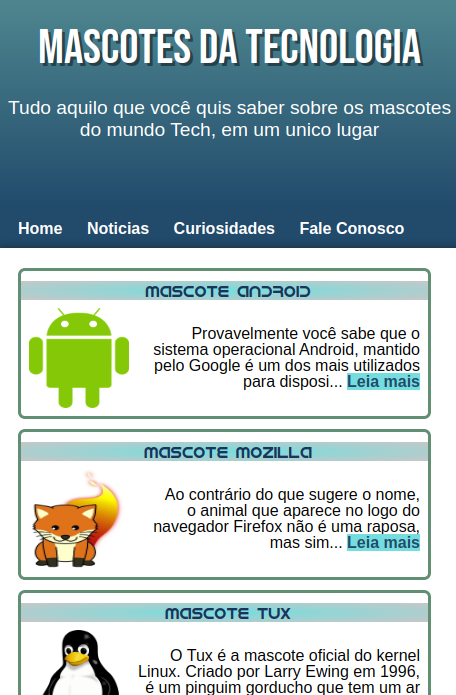 MASCOTES DA TECNOLOGIA
Tudo aquilo que você quis saber sobre os mascotes
do mundo Tech, em um unico lugar
Home Noticias Curiosidades Fale Conosco
MASCOTE ANDROID
Provavelmente você sabe que o
sistema operacional Android, mantido
pelo Google é um dos mais utilizados
para disposi... Leia mais
MASCOTE MOZILLA
Ao contrário do que sugere o nome,
o animal que aparece no logo do
navegador Firefox não é uma raposa,
mas sim... Leia mais
MASCOTE TUX
O Tux é a mascote oficial do kernel
Linux. Criado por Larry Ewing em 1996,
é um pinguim gorducho que tem um ar